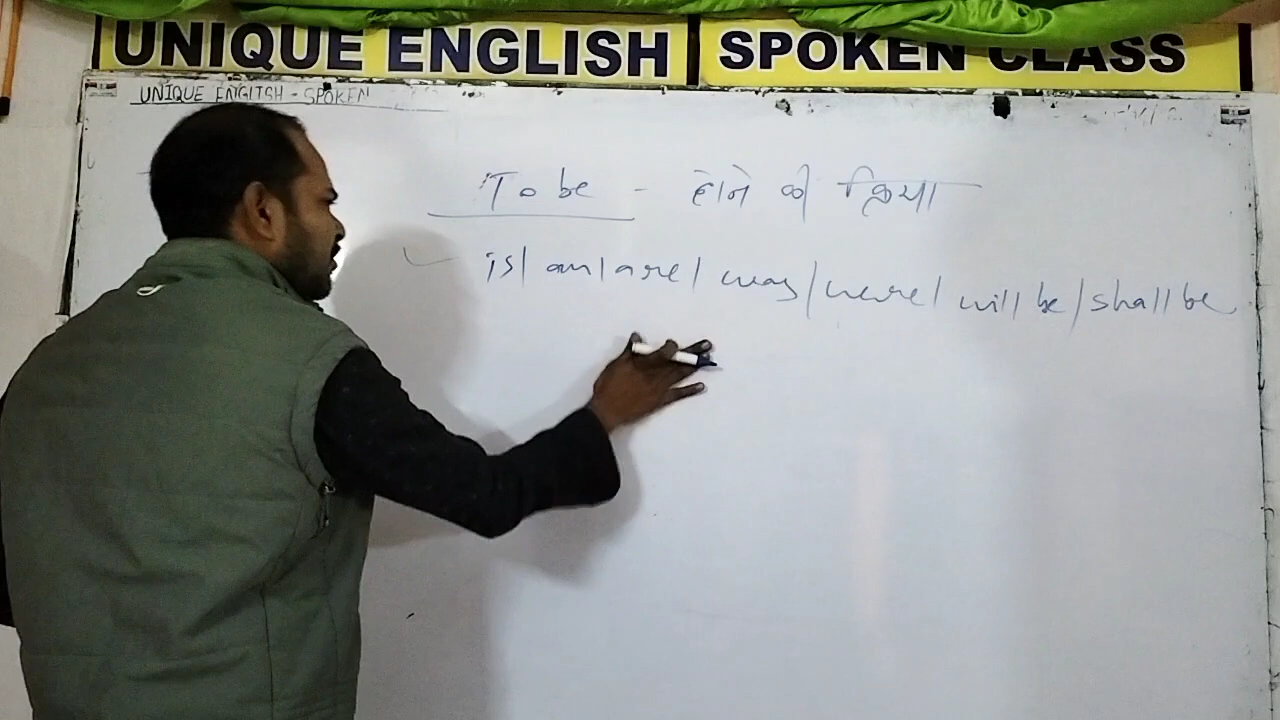 UNIQUE ENGLISH SPOKEN CLASS
UNIQUE ENGLISH - SPOKEN
To be - होने की क्रिया
is/ am/are/ was/were/ will be/shall be